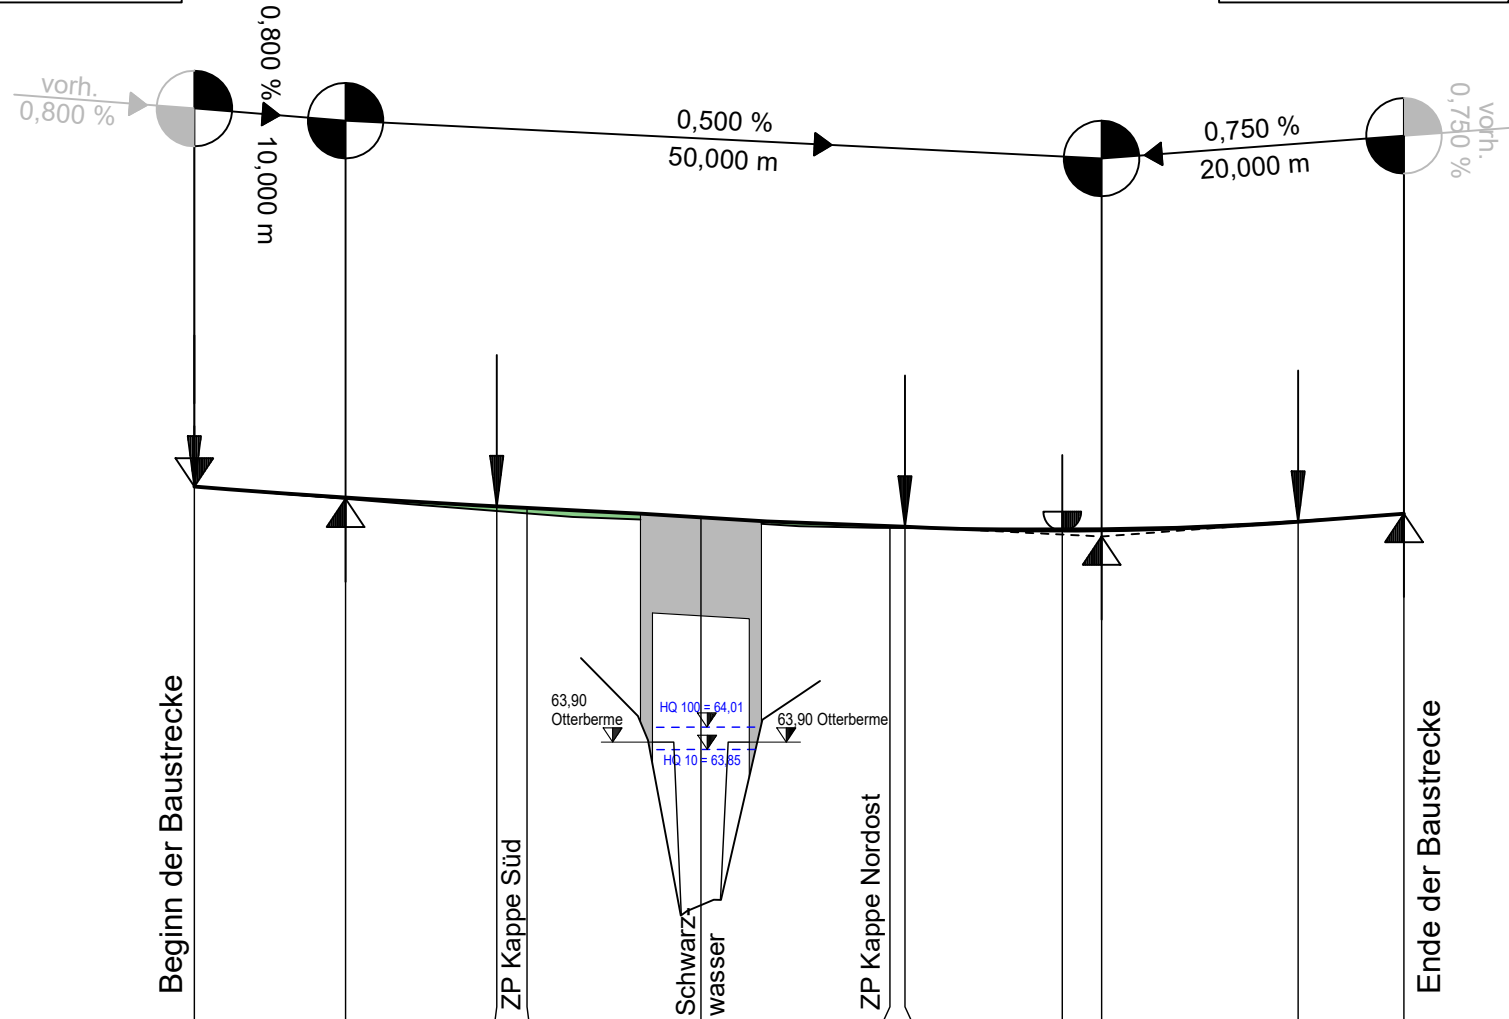 vorh.
0,800 %
0,800 %
10,000 m
0,500 %
50,000 m
0,750 %
20,000 m
vorh.
0,750 %
63,90
Otterberme
HQ 100 = 64,01
63,90 Otterberme
HQ 10 = 63,85
Beginn der Baustrecke
ZP Kappe Süd
Schwarz-
wasser
ZP Kappe Nordost
Ende der Baustrecke